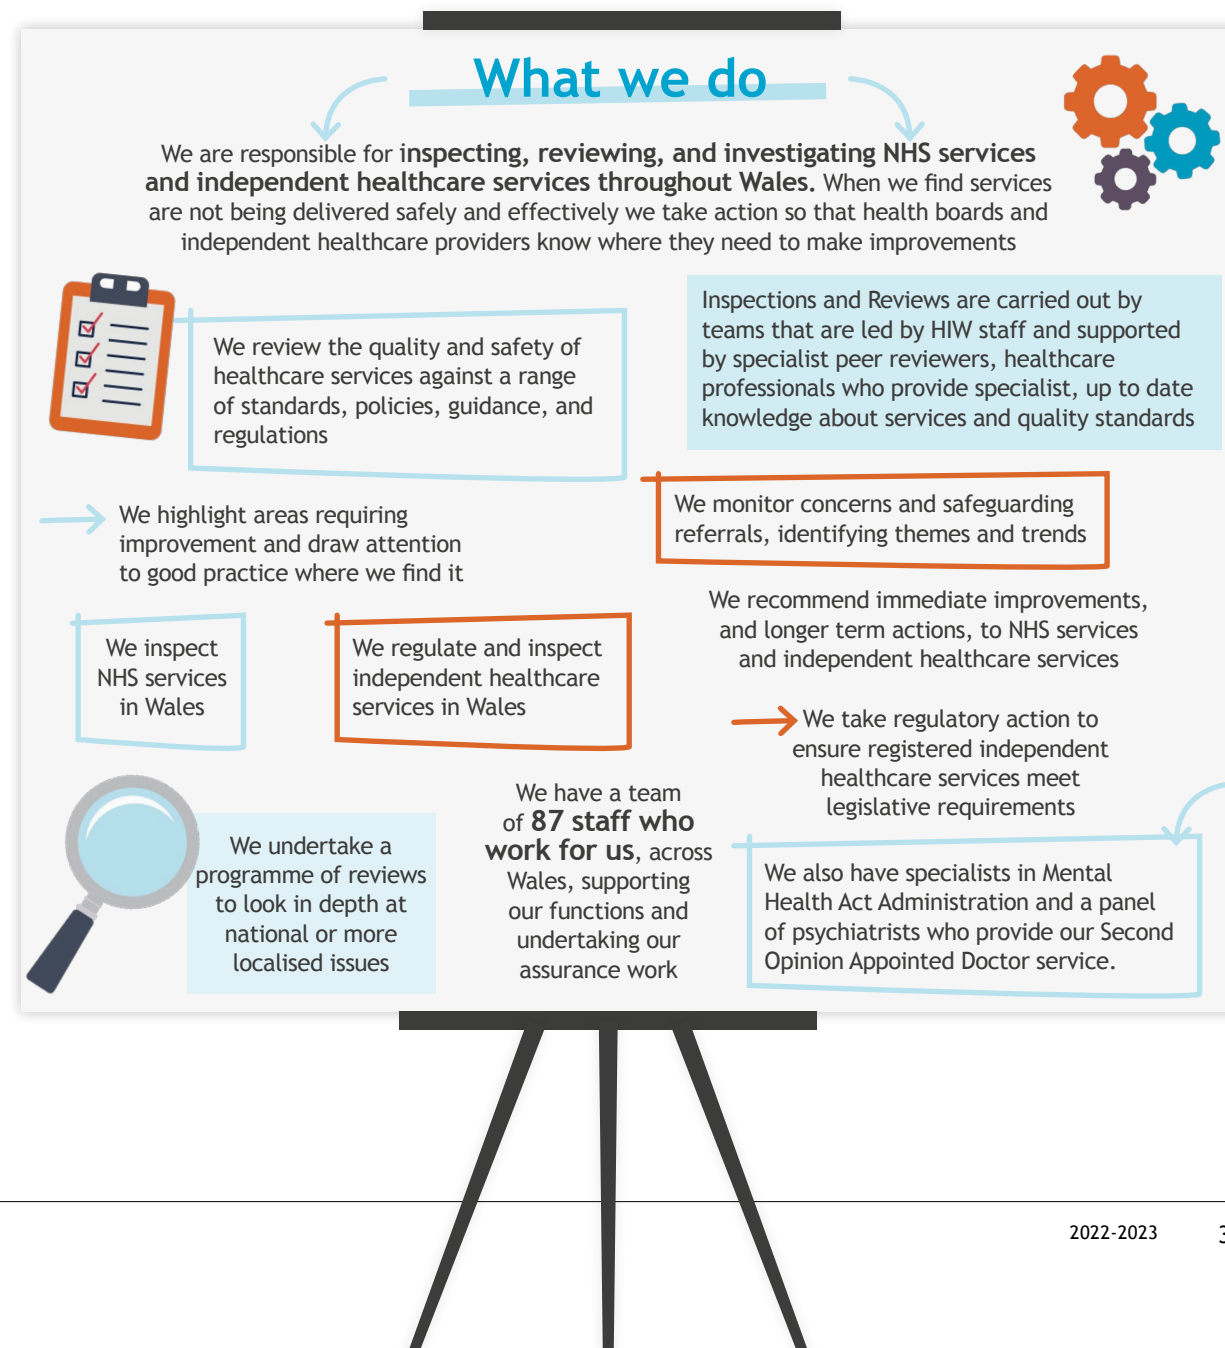 What we do
We are responsible for inspecting, reviewing, and investigating NHS services
and independent healthcare services throughout Wales. When we find services
are not being delivered safely and effectively we take action so that health boards and
independent healthcare providers know where they need to make improvements
We review the quality and safety of
healthcare services against a range
of standards, policies, guidance, and
regulations
Inspections and Reviews are carried out by
teams that are led by HIW staff and supported
by specialist peer reviewers, healthcare
professionals who provide specialist, up to date
knowledge about services and quality standards
We highlight areas requiring
improvement and draw attention
to good practice where we find it
We monitor concerns and safeguarding
referrals, identifying themes and trends
We inspect
NHS services
in Wales
We regulate and inspect
independent healthcare
services in Wales
We recommend immediate improvements,
and longer term actions, to NHS services
and independent healthcare services
We take regulatory action to
ensure registered independent
healthcare services meet
legislative requirements
We undertake a
programme of reviews
to look in depth at
national or more
localised issues
We have a team
of 87 staff who
work for us, across
Wales, supporting
our functions and
undertaking our
assurance work
We also have specialists in Mental
Health Act Administration and a panel
of psychiatrists who provide our Second
Opinion Appointed Doctor service.
2022-2023